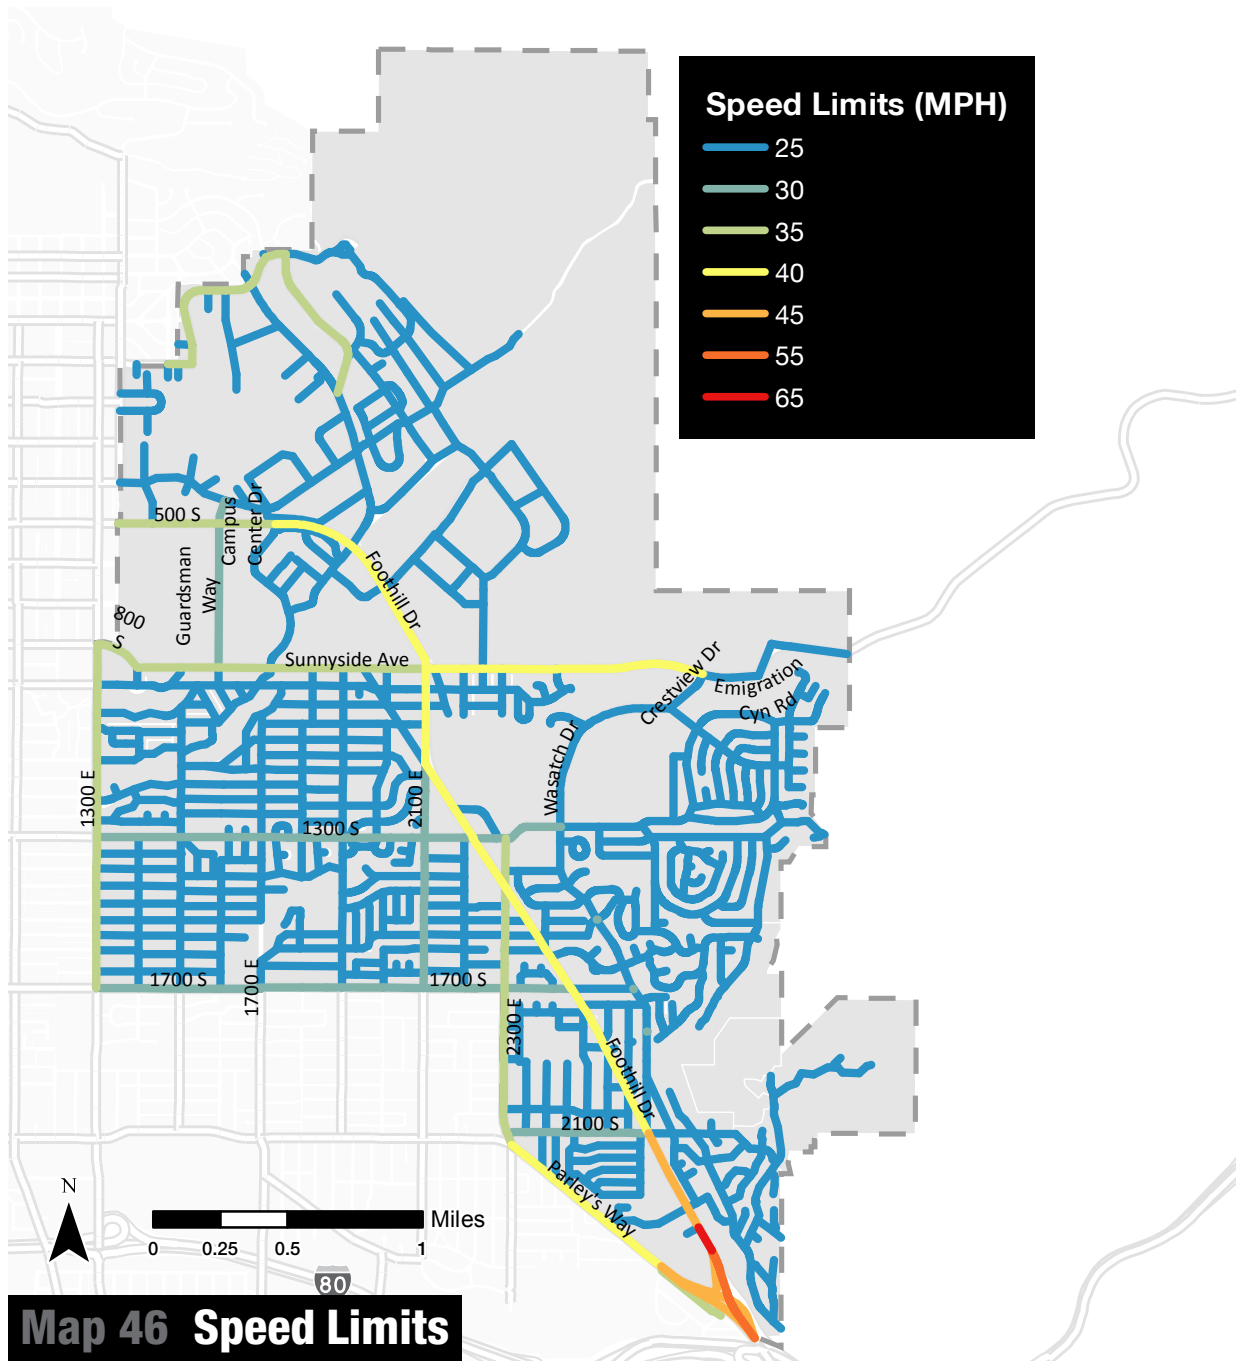 Speed Limits (MPH)
25
30
35
40
45
55
65
500 S
Campus
Center Dr
Guardsman
Way
Foothill Dr
800
S
Sunnyside Ave
Crestview Dr
Emigration
Cyn Rd
Wasatch Dr
1300 E
2100 E
1300 S
1700 S
1700 E
1700 S
2300 E
Foothill Dr
2100 S
Parley's Way
N
Miles
0 0.25 0.5 1
80
Map 46 Speed Limits